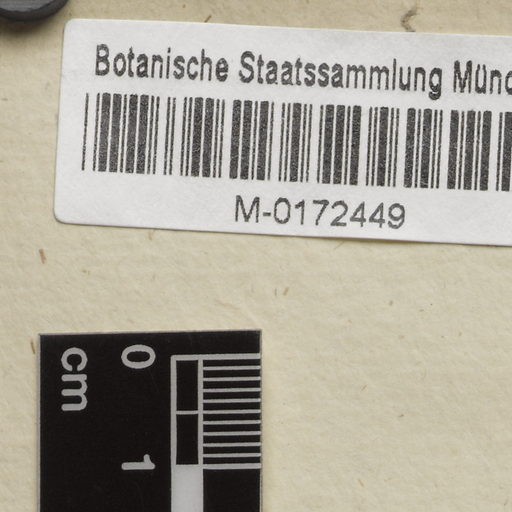 Botanische Staatssammlung Münc
M-0172449
0
cm
1